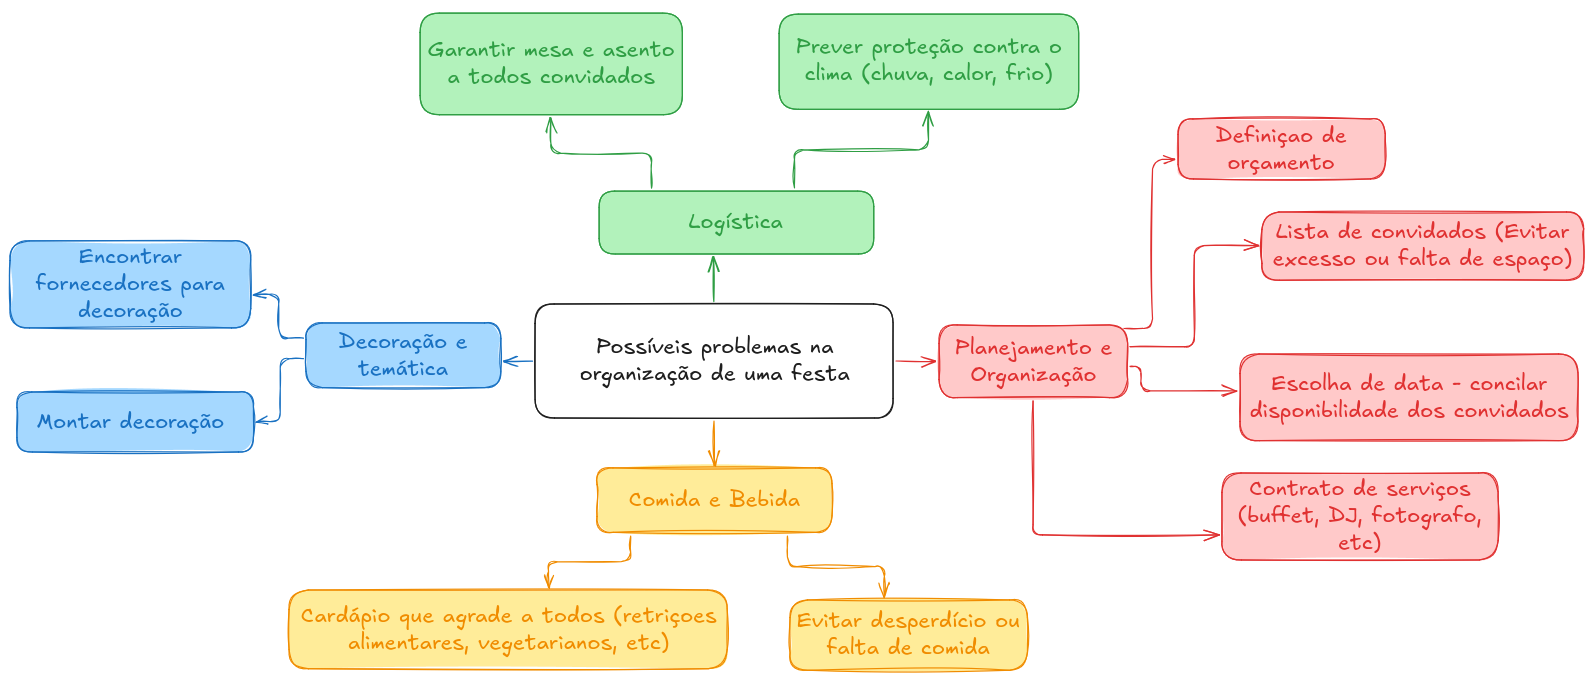 Garantir mesa e asento
a todos convidados
Prever proteção contra o
clima (chuva, calor, frio)
Definiçao de
orçamento
Logística
Lista de convidados (Evitar
excesso ou falta de espaço)
Encontrar
fornecedores para
decoração
Decoração e
temática
Possíveis problemas na
organização de uma festa
Planejamento e
Organização
Escolha de data - concilar
disponibilidade dos convidados
Montar decoração
Comida e Bebida
Contrato de serviços
(buffet, DJ, fotografo,
etc)
Cardápio que agrade a todos (retriçoes
alimentares, vegetarianos, etc)
Evitar desperdício ou
falta de comida